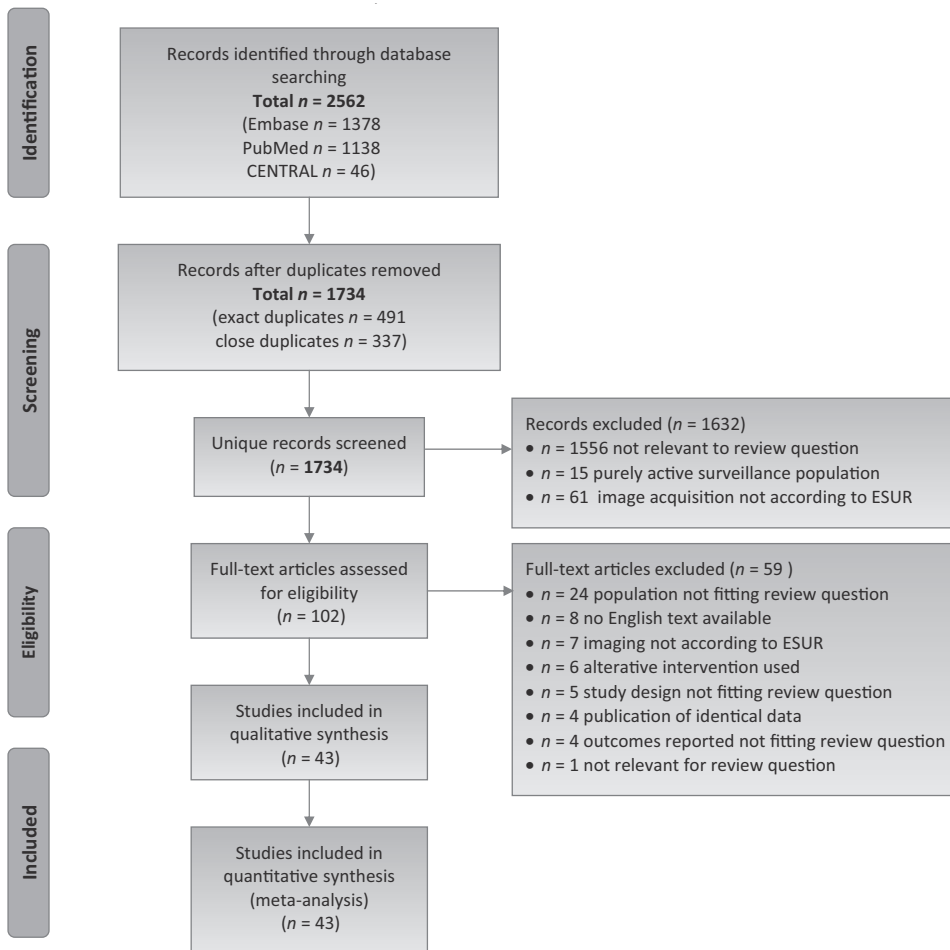 Identification
Records identified through database
searching
Total n = 2562
(Embase n = 1378
PubMed n = 1138
CENTRAL n = 46)
Screening
Records after duplicates removed
Total n = 1734
(exact duplicates n = 491
close duplicates n = 337)
Unique records screened
(n = 1734)
Records excluded (n = 1632)
• n = 1556 not relevant to review question
• n = 15 purely active surveillance population
• n = 61 image acquisition not according to ESUR
Eligibility
Full-text articles assessed
for eligibility
(n = 102)
Full-text articles excluded (n = 59 )
• n = 24 population not fitting review question
• n = 8 no English text available
• n = 7 imaging not according to ESUR
• n = 6 alterative intervention used
• n = 5 study design not fitting review question
• n = 4 publication of identical data
• n = 4 outcomes reported not fitting review question
• n = 1 not relevant for review question
Studies included in
qualitative synthesis
(n = 43)
Included
Studies included in
quantitative synthesis
(meta-analysis)
(n = 43)